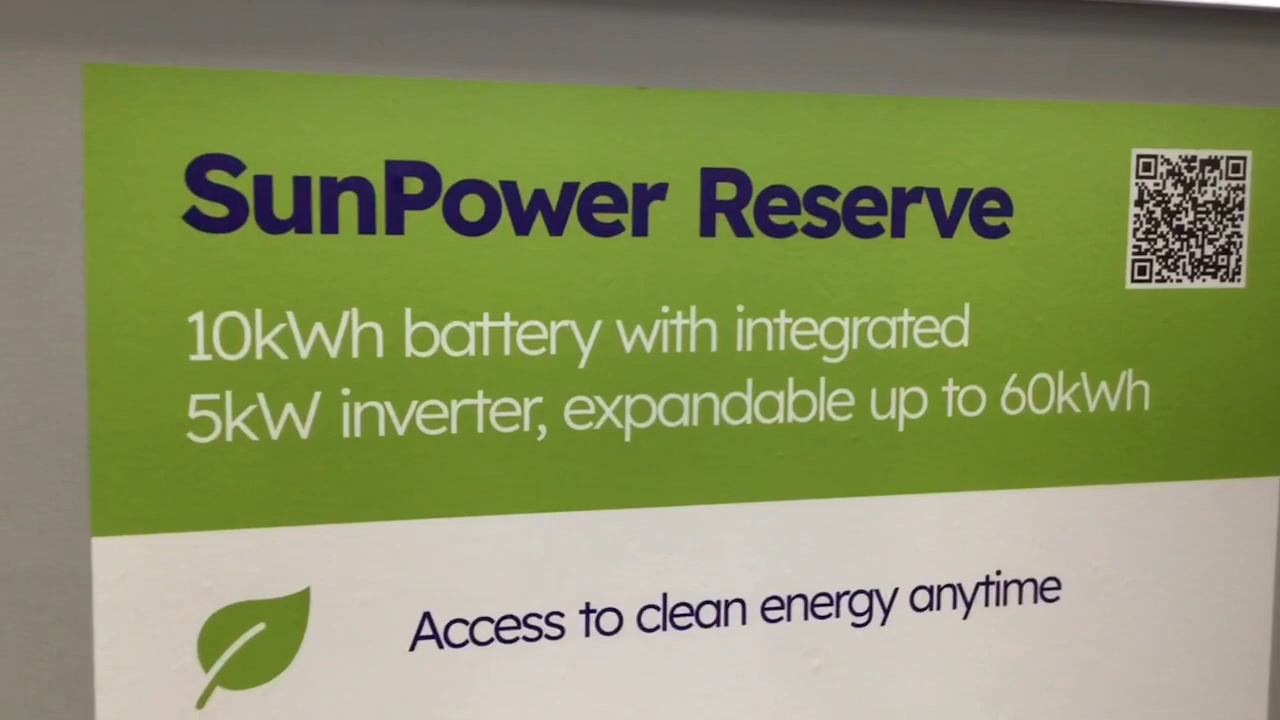 SunPower Reserve
10kWh battery with integrated
5kW inverter, expandable up to 60kWh
Access to clean energy anytime